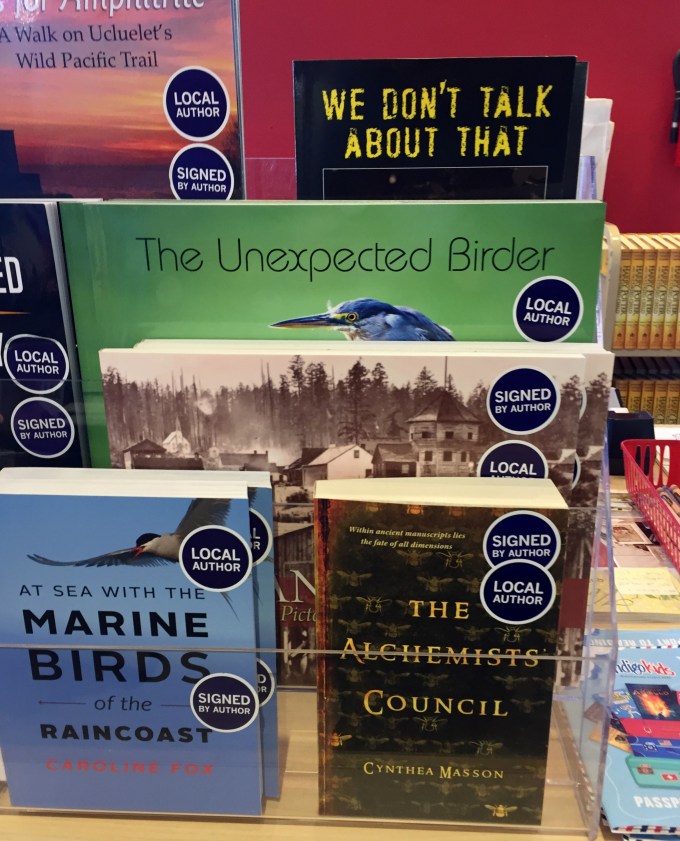 for Amphitrite
A Walk on Ucluelet's
Wild Pacific Trail
LOCAL
AUTHOR
SIGNED
BY AUTHOR
WE DON'T TALK
ABOUT THAT
ED
LOCAL
AUTHOR
SIGNED
BY AUTHOR
The Unexpected Birder
LOCAL
AUTHOR
SIGNED
BY AUTHOR
LOCAL
AT SEA WITH THE
MARINE
BIRDS
of the
RAINCOAST
CAROLINE FOX
LOCAL
AUTHOR
SIGNED
BY AUTHOR
Within ancient manuscripts lies
the fate of all dimensions
SIGNED
BY AUTHOR
LOCAL
AUTHOR
THE
ALCHEMISTS'
COUNCIL
CYNTHEA MASSON
PASSP